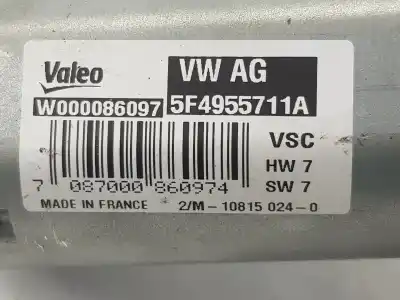 Valeo VW AG
W000086097 5F4955711A
VSC
HW 7
7 087000 860974 SW 7
MADE IN FRANCE 2/M-10815 024-0